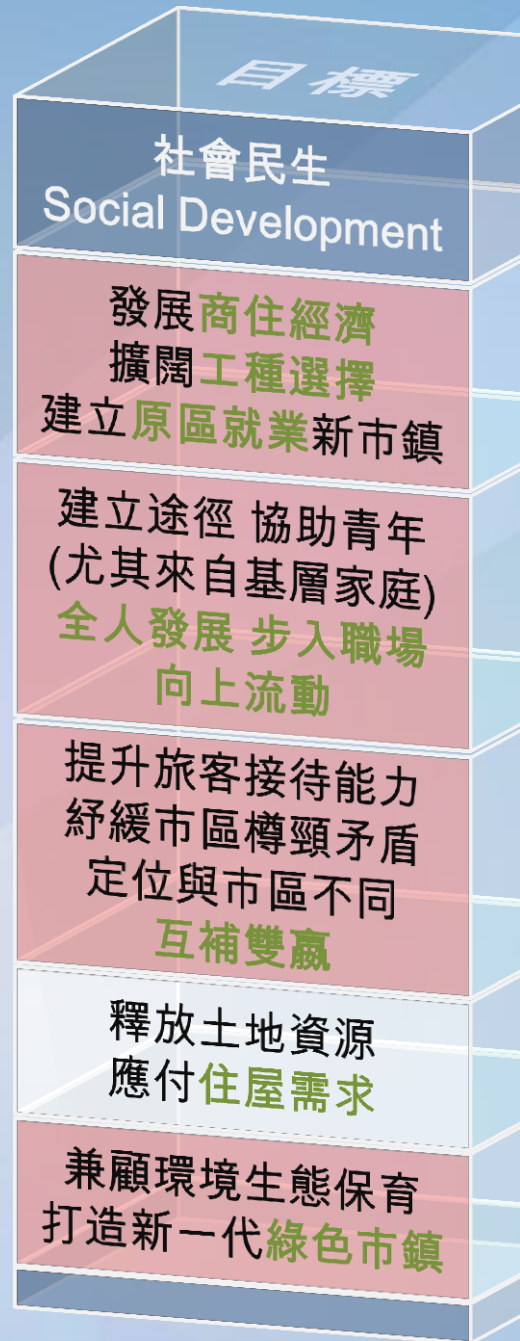 目標
社會民生
Social Development
發展商住經濟
擴闊工種選擇
建立原區就業新市鎮
建立途徑 協助青年
(尤其來自基層家庭)
全人發展 步入職場
向上流動
提升旅客接待能力
紓緩市區樽頸矛盾
定位與市區不同
互補雙贏
釋放土地資源
應付住屋需求
兼顧環境生態保育
打造新一代綠色市鎮